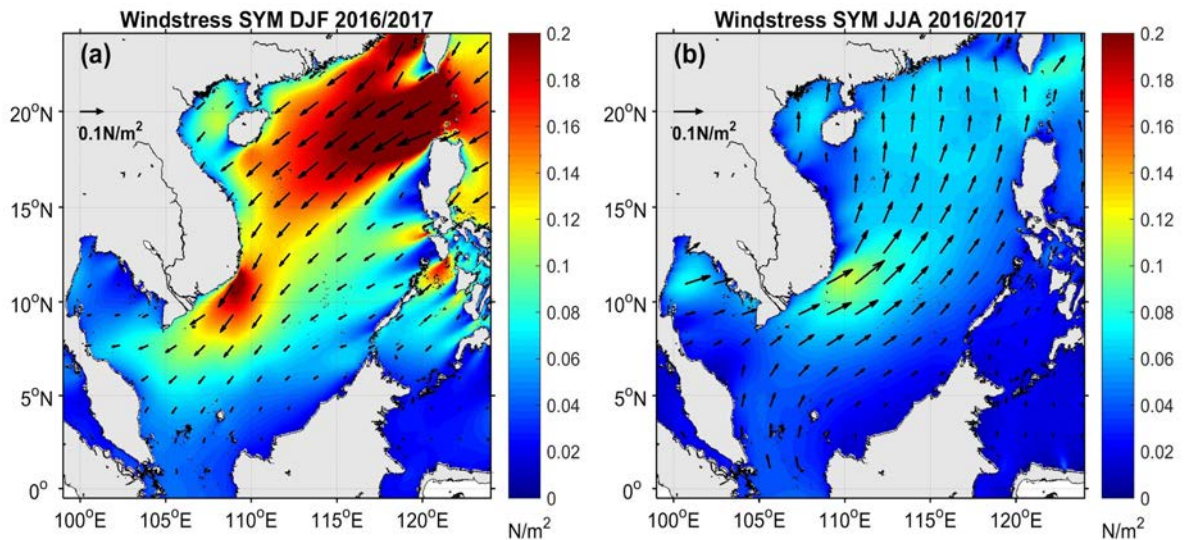 Windstress SYM DJF 2016/2017
(a)
0.1N/m²
20°N
15°N
10°N
5°N
0°
100°E 105°E 110°E 115°E 120°E
0.2
0.18
0.16
0.14
0.12
0.1
0.08
0.06
0.04
0.02
0
N/m²
Windstress SYM JJA 2016/2017
(b)
0.1N/m²
20°N
15°N
10°N
5°N
0°
100°E 105°E 110°E 115°E 120°E
0.2
0.18
0.16
0.14
0.12
0.1
0.08
0.06
0.04
0.02
0
N/m²